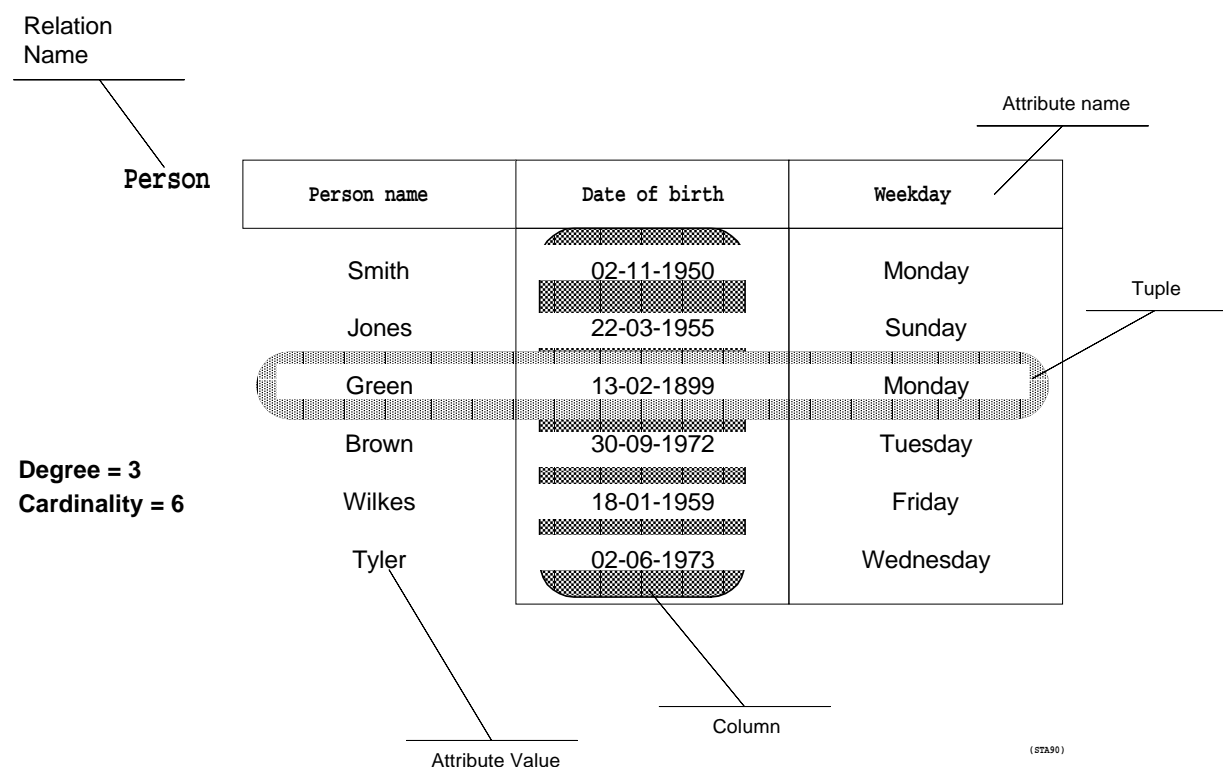 Relation
Name
Attribute name
Person
Person name Date of birth Weekday
Smith 02-11-1950 Monday
Tuple
Jones 22-03-1955 Sunday
Green 13-02-1899 Monday
Brown 30-09-1972 Tuesday
Degree = 3
Cardinality = 6
Wilkes 18-01-1959 Friday
Tyler 02-06-1973 Wednesday
Column
Attribute Value
(STA90)